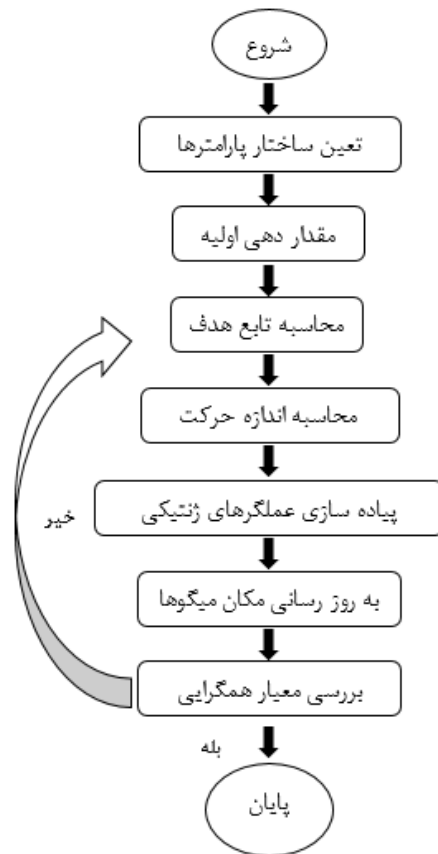 شروع
تعین ساختار پارامترها
مقدار دهی اولیه
محاسبه تابع هدف
محاسبه اندازه حرکت
پیاده سازی عملگرهای ژنتیکی
خیر
به روز رسانی مکان میگوها
بررسی معیار همگرایی
بله
پایان